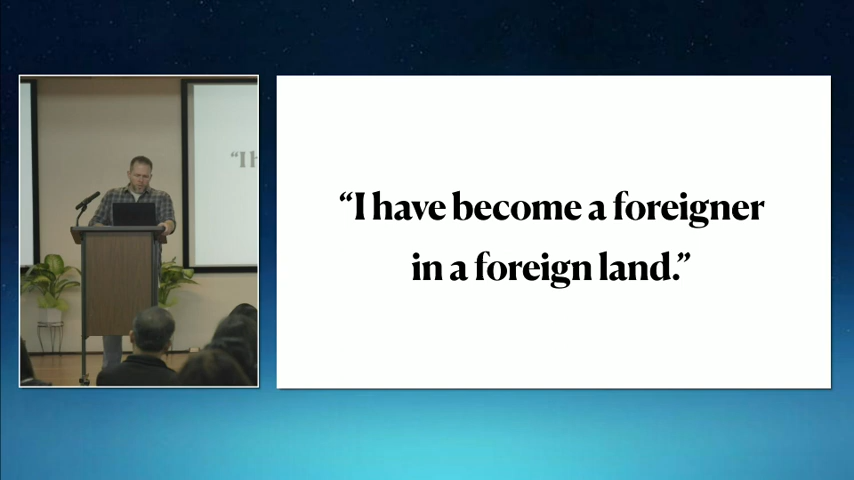 “I have become a foreigner
in a foreign land.”
“I h